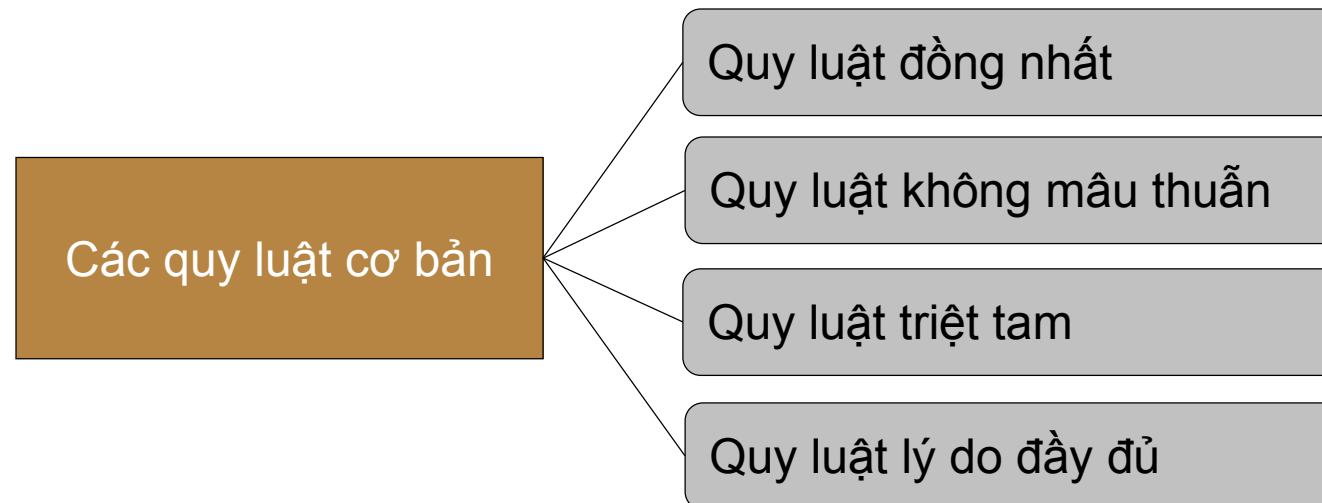 Các quy luật cơ bản
Quy luật đồng nhất
Quy luật không mâu thuẫn
Quy luật triệt tam
Quy luật lý do đầy đủ